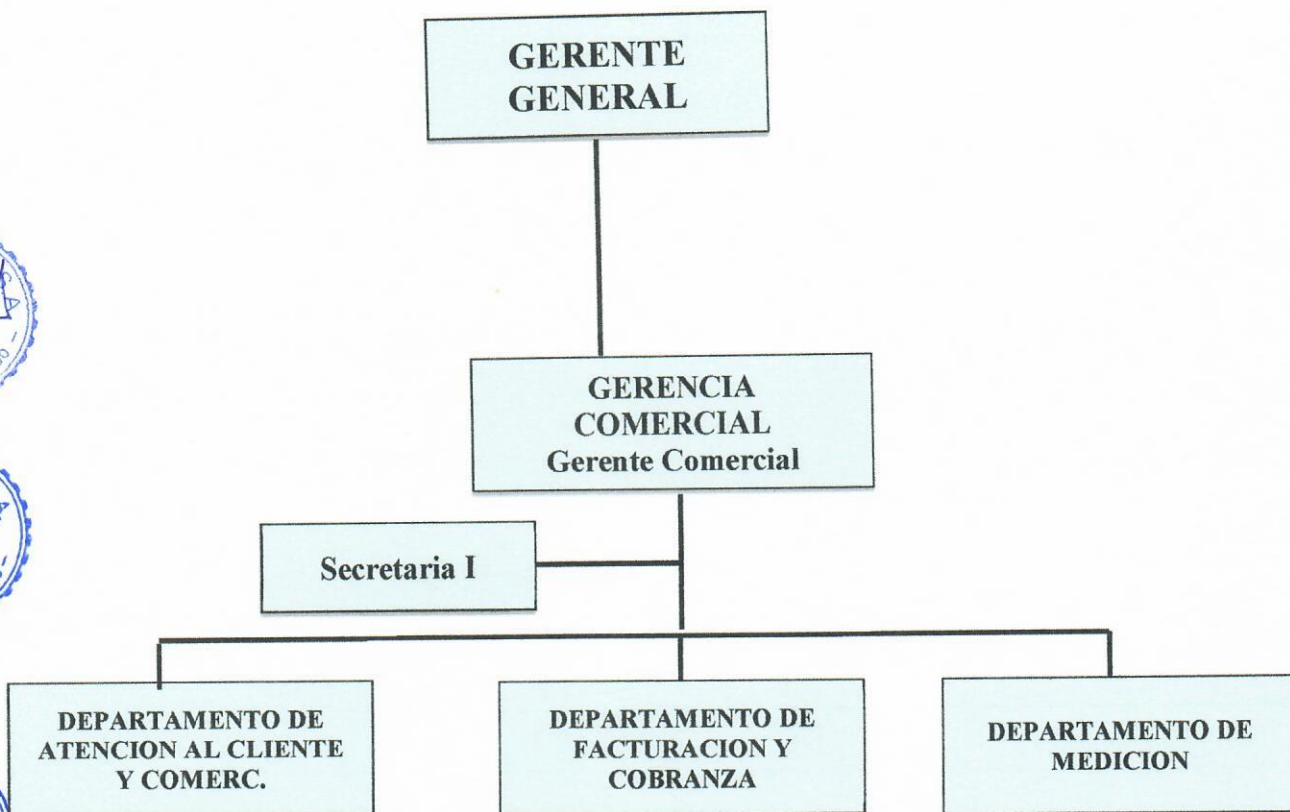 GERENTE
GENERAL
GERENCIA
COMERCIAL
Gerente Comercial
Secretaria I
DEPARTAMENTO DE
ATENCION AL CLIENTE
Y COMERC.
DEPARTAMENTO DE
FACTURACION Y
COBRANZA
DEPARTAMENTO DE
MEDICION